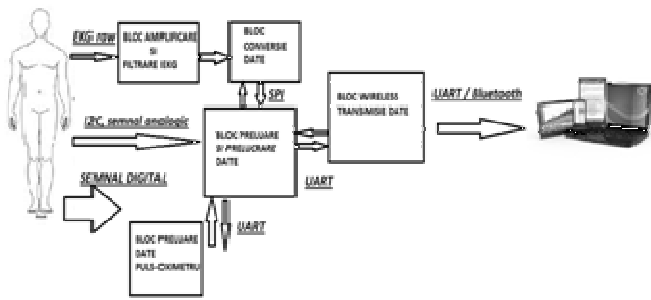 EKG raw
BLOC AMPLIFICARE
SI
FILTRARE EKG
BLOC
CONVERSIE
DATE
SPI
BLOC WIRELESS
TRANSMISIE DATE
UART / Bluetooth
I2C, semnal analogic
BLOC PRELUARE
SI PRELUCRARE
DATE
UART
SEMNAL DIGITAL
UART
BLOC PRELUARE
DATE
PULS-OXIMETRU